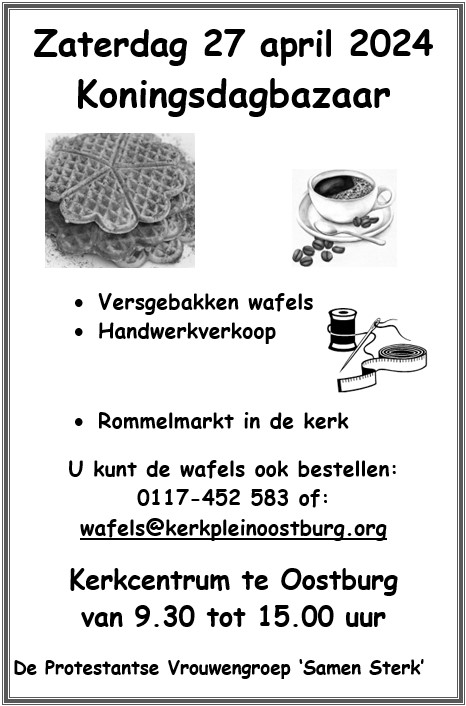 Zaterdag 27 april 2024
Koningsdagbazaar
• Versgebakken wafels
• Handwerkverkoop
• Rommelmarkt in de kerk
U kunt de wafels ook bestellen:
0117-452 583 of:
wafels@kerkpleinoostburg.org
Kerkcentrum te Oostburg
van 9.30 tot 15.00 uur
De Protestantse Vrouwengroep ‘Samen Sterk’